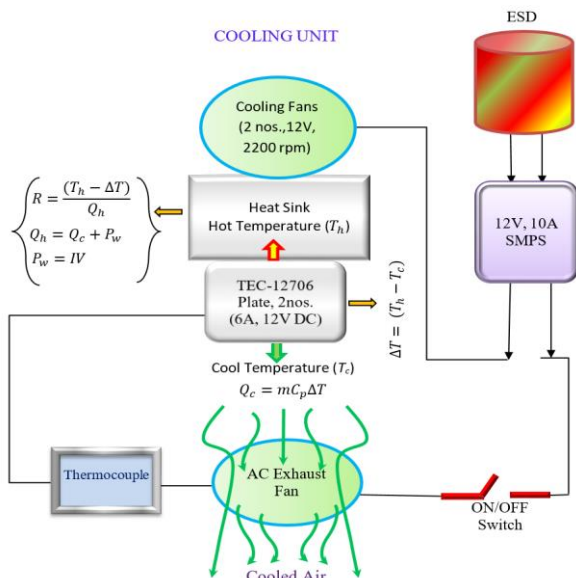 COOLING UNIT
ESD
Cooling Fans
(2 nos.,12V,
2200 rpm)
R = (T_h − ΔT) / Q_h
Q_h = Q_c + P_w
P_w = IV
Heat Sink
Hot Temperature (T_h)
12V, 10A
SMPS
TEC-12706
Plate, 2nos.
(6A, 12V DC)
ΔT = (T_h − T_c)
Cool Temperature (T_c)
Q_c = mC_pΔT
Thermocouple
AC Exhaust
Fan
ON/OFF
Switch
Cooled Air